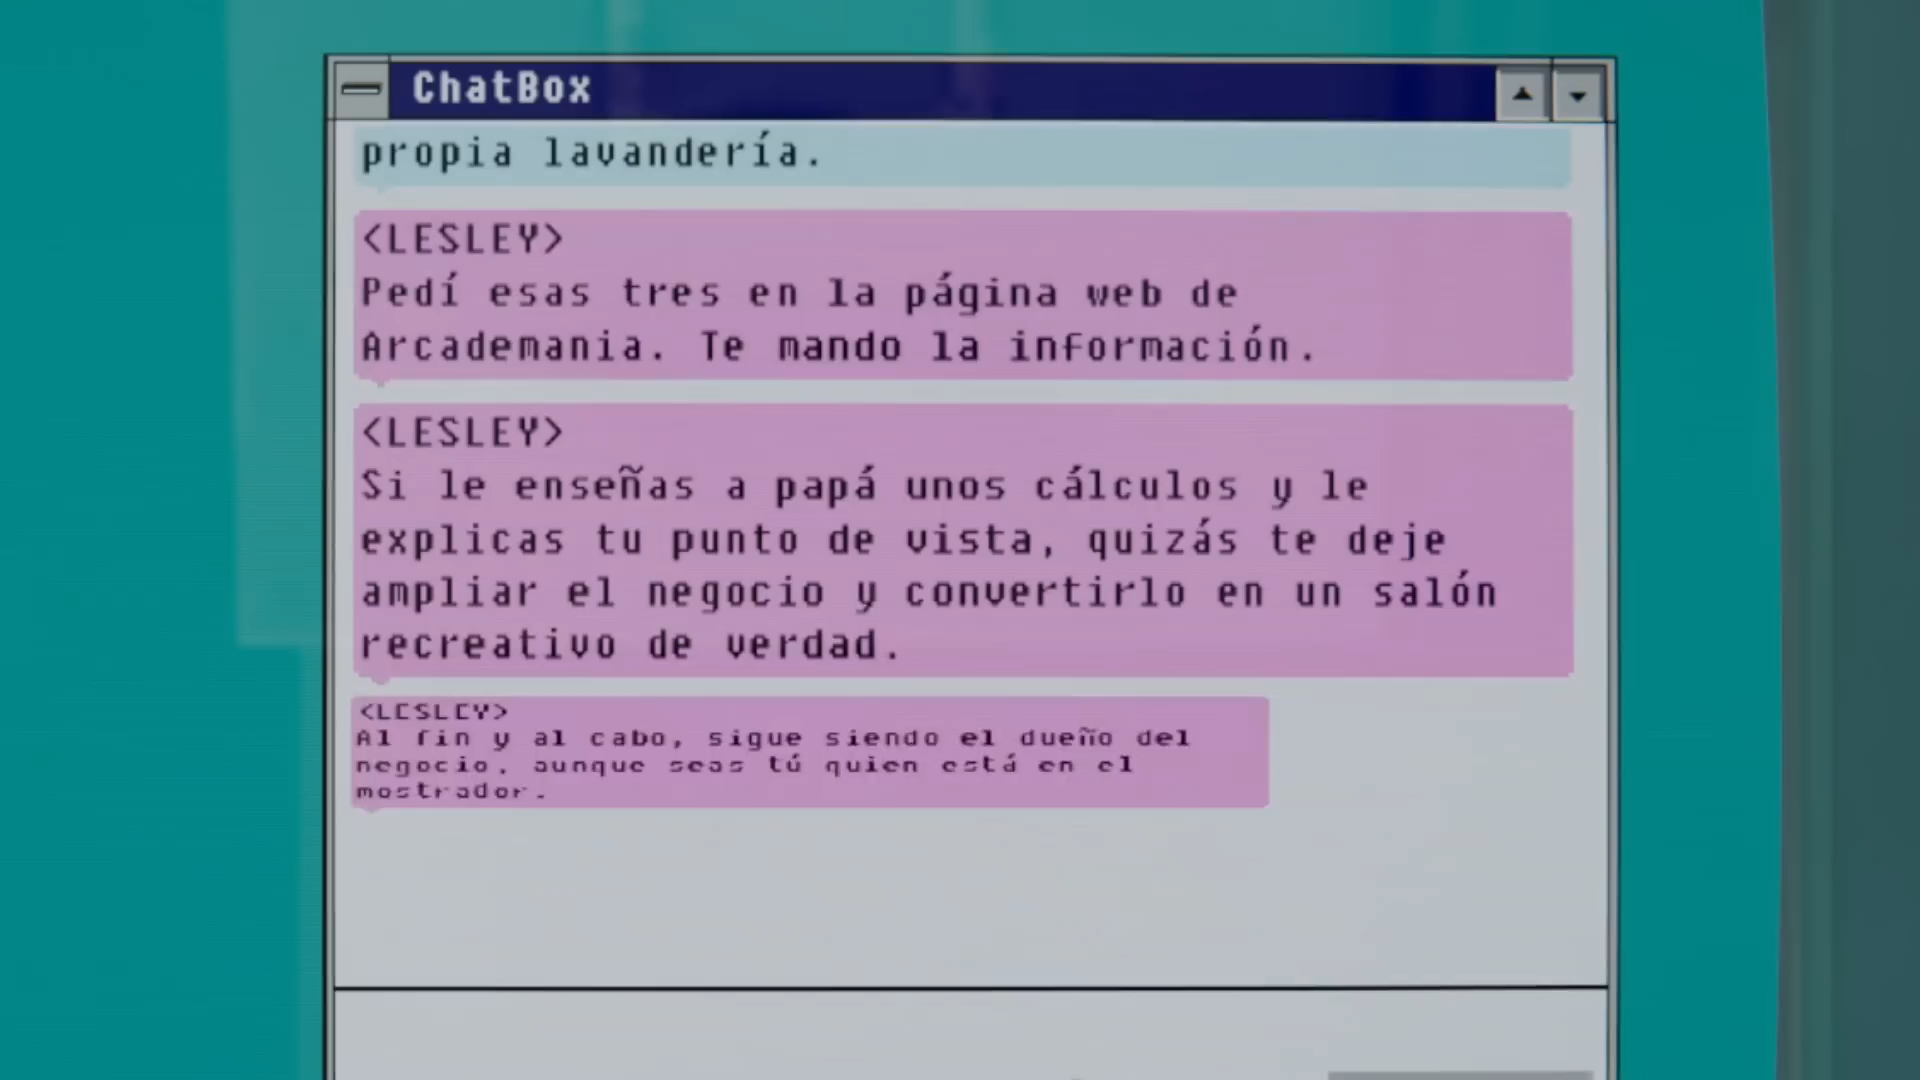 ChatBox
propia lavandería.
<LESLEY>
Pedí esas tres en la página web de
Arcademania. Te mando la información.
<LESLEY>
Si le enseñas a papá unos cálculos y le
explicas tu punto de vista, quizás te deje
ampliar el negocio y convertirlo en un salón
recreativo de verdad.
<LESLEY>
Al fin y al cabo, sigue siendo el dueño del
negocio, aunque seas tú quien está en el
mostrador.